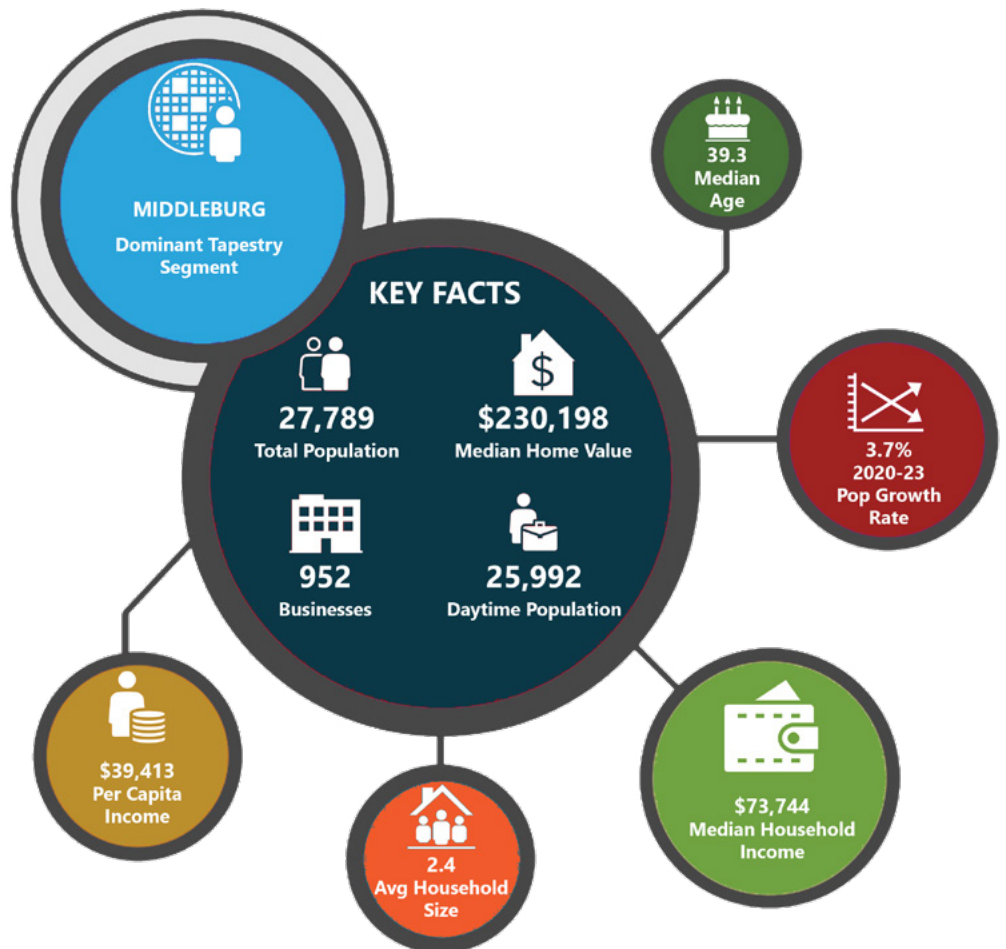 MIDDLEBURG
Dominant Tapestry
Segment
KEY FACTS
27,789
Total Population
$
$230,198
Median Home Value
952
Businesses
25,992
Daytime Population
39.3
Median
Age
3.7%
2020-23
Pop Growth
Rate
$73,744
Median Household
Income
2.4
Avg Household
Size
$39,413
Per Capita
Income